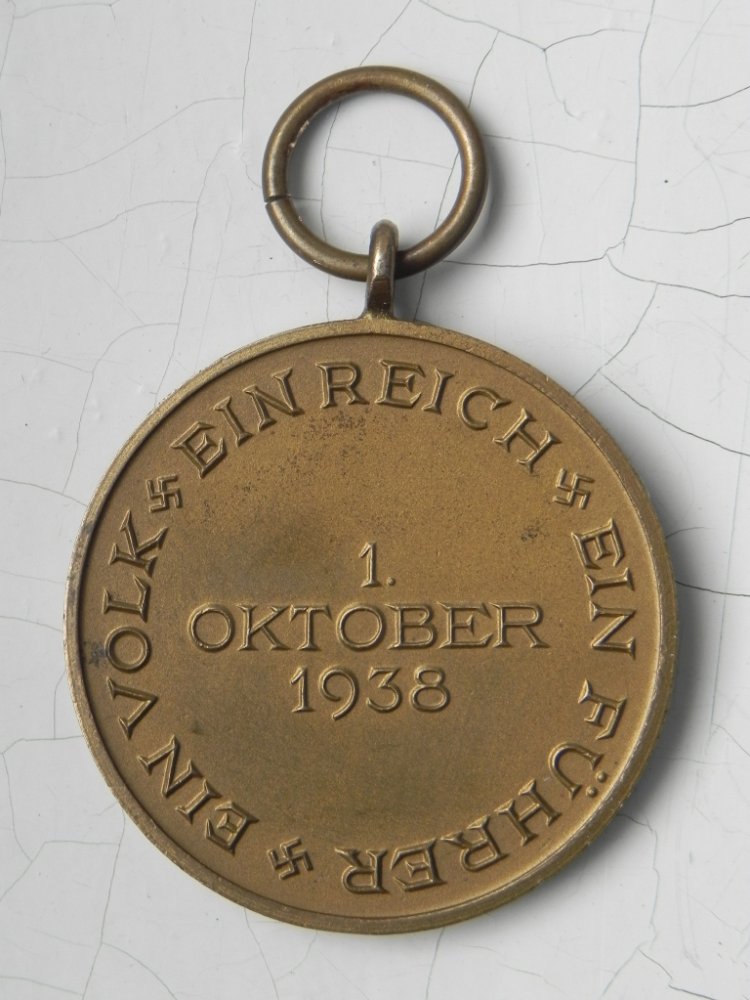 EIN VOLK EIN REICH EIN FÜHRER
1.
OKTOBER
1938